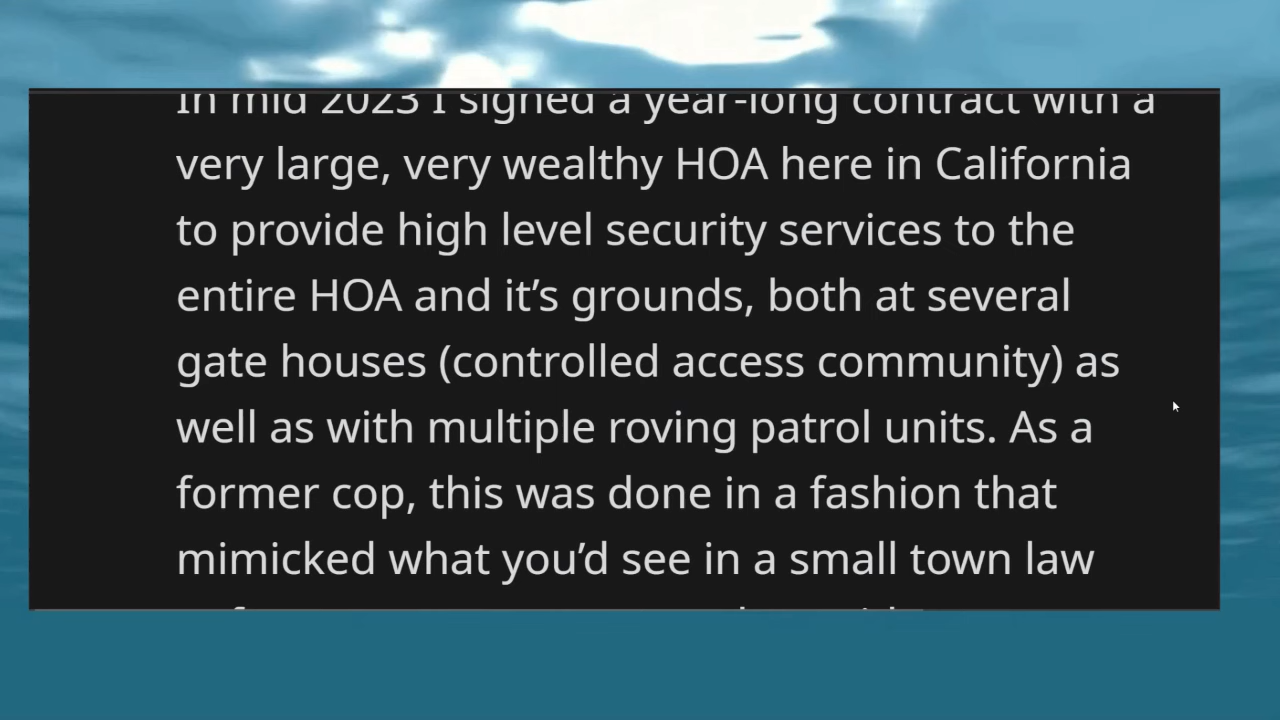 In mid 2023 I signed a year-long contract with a
very large, very wealthy HOA here in California
to provide high level security services to the
entire HOA and it’s grounds, both at several
gate houses (controlled access community) as
well as with multiple roving patrol units. As a
former cop, this was done in a fashion that
mimicked what you’d see in a small town law